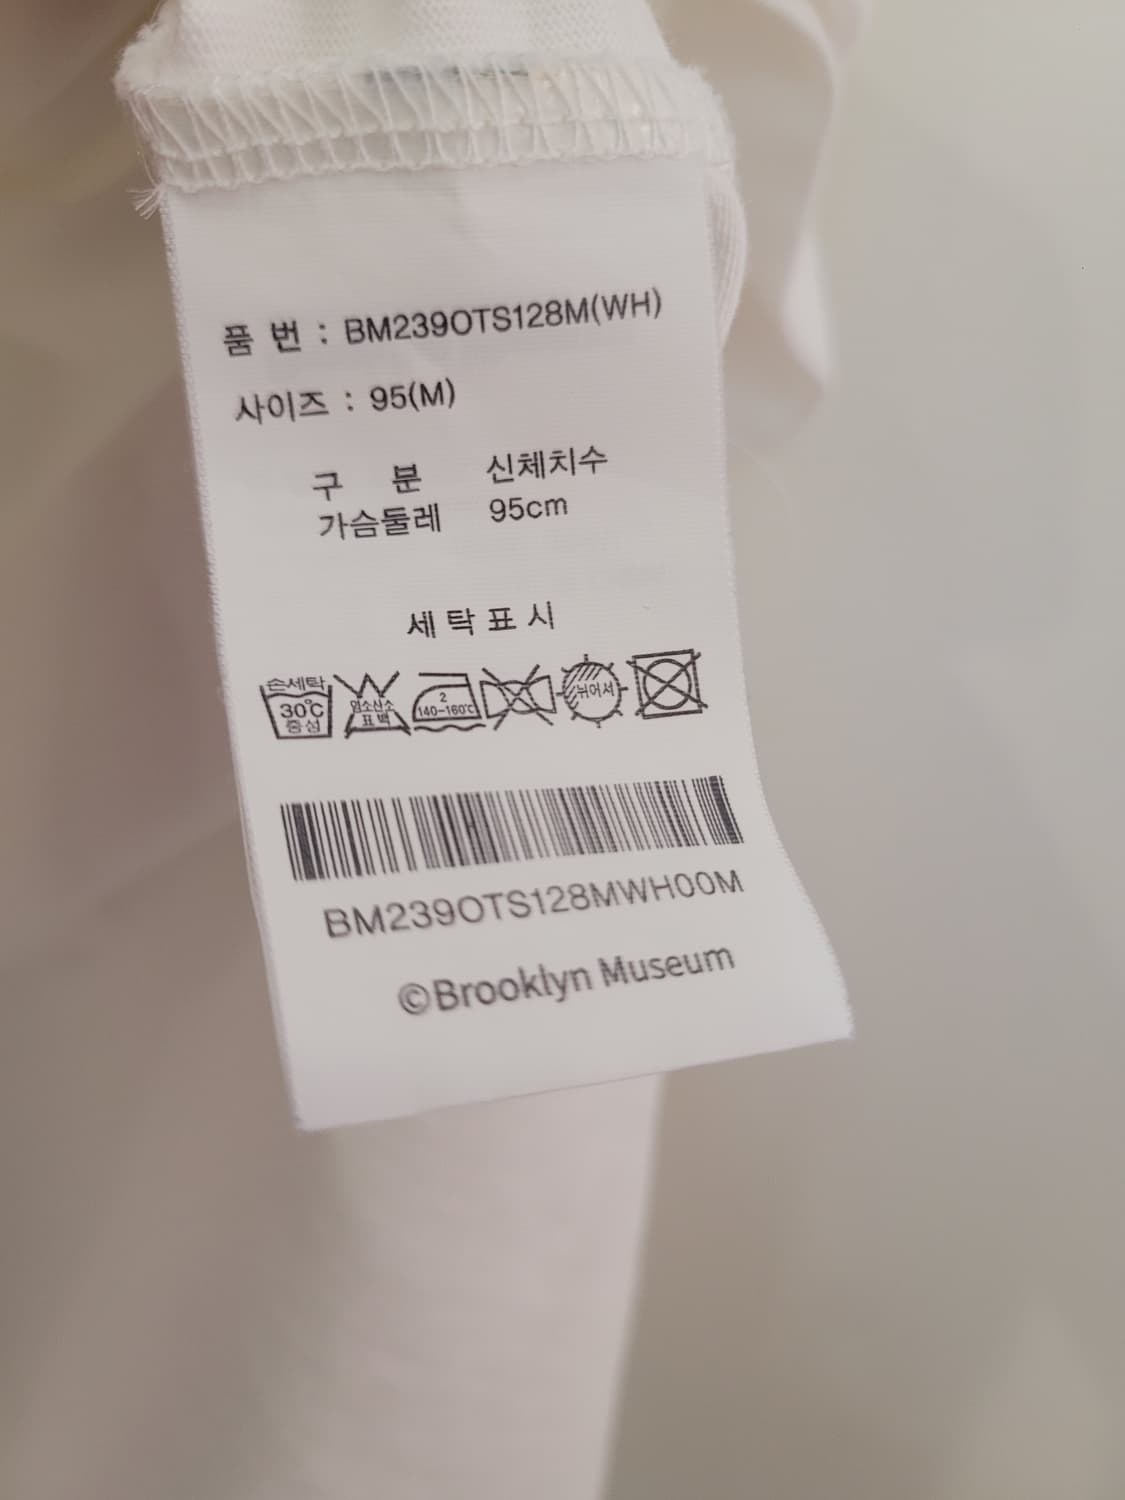 품 번 : BM239OTS128M(WH)
사이즈 : 95(M)
구 분 신체치수
가슴둘레 95cm
세탁표시
손세탁
30℃
중성
염소산소
표백
2
140~160℃
뉘어서
BM239OTS128MWH00M
©Brooklyn Museum